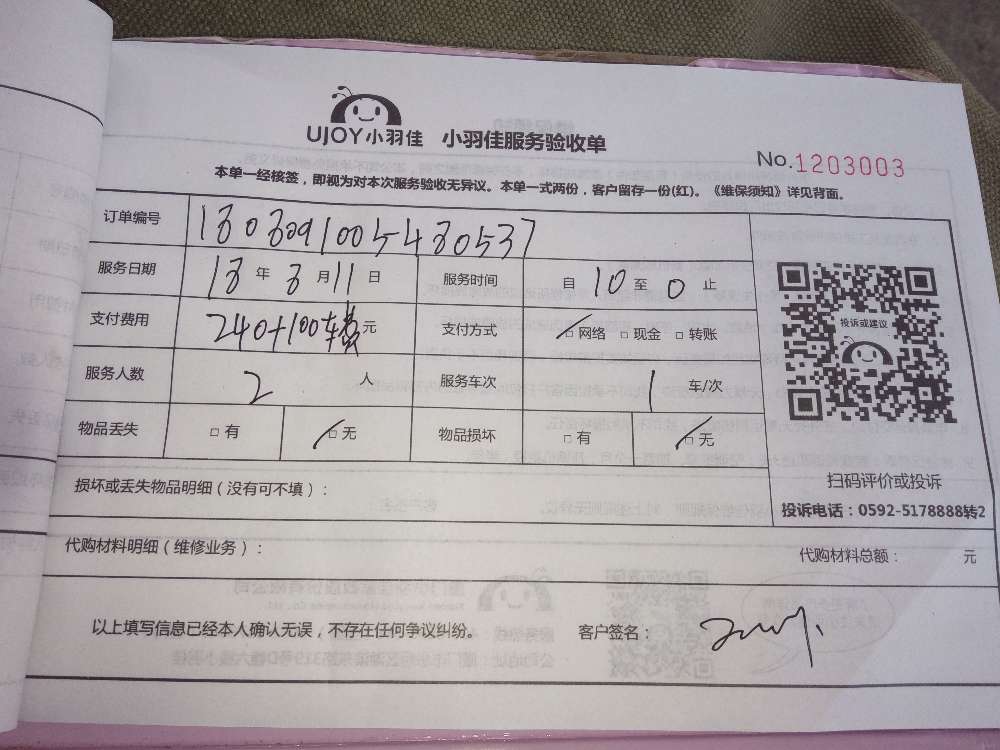 UJOY小羽佳 小羽佳服务验收单
No.1203003
本单一经核签，即视为对本次服务验收无异议。本单一式两份，客户留存一份(红)。《维保须知》详见背面。
订单编号 1803091005480537
服务日期 18 年 3 月 11 日 服务时间 自 10 至 0 止
支付费用 240+100车费 元 支付方式 □网络 □现金 □转账
服务人数 2 人 服务车次 1 车/次
物品丢失 □有 □无 物品损坏 □有 □无
投诉或建议
扫码评价或投诉
投诉电话：0592-5178888转2
损坏或丢失物品明细（没有可不填）：
代购材料明细（维修业务）： 代购材料总额： 元
以上填写信息已经本人确认无误，不存在任何争议纠纷。 客户签名：